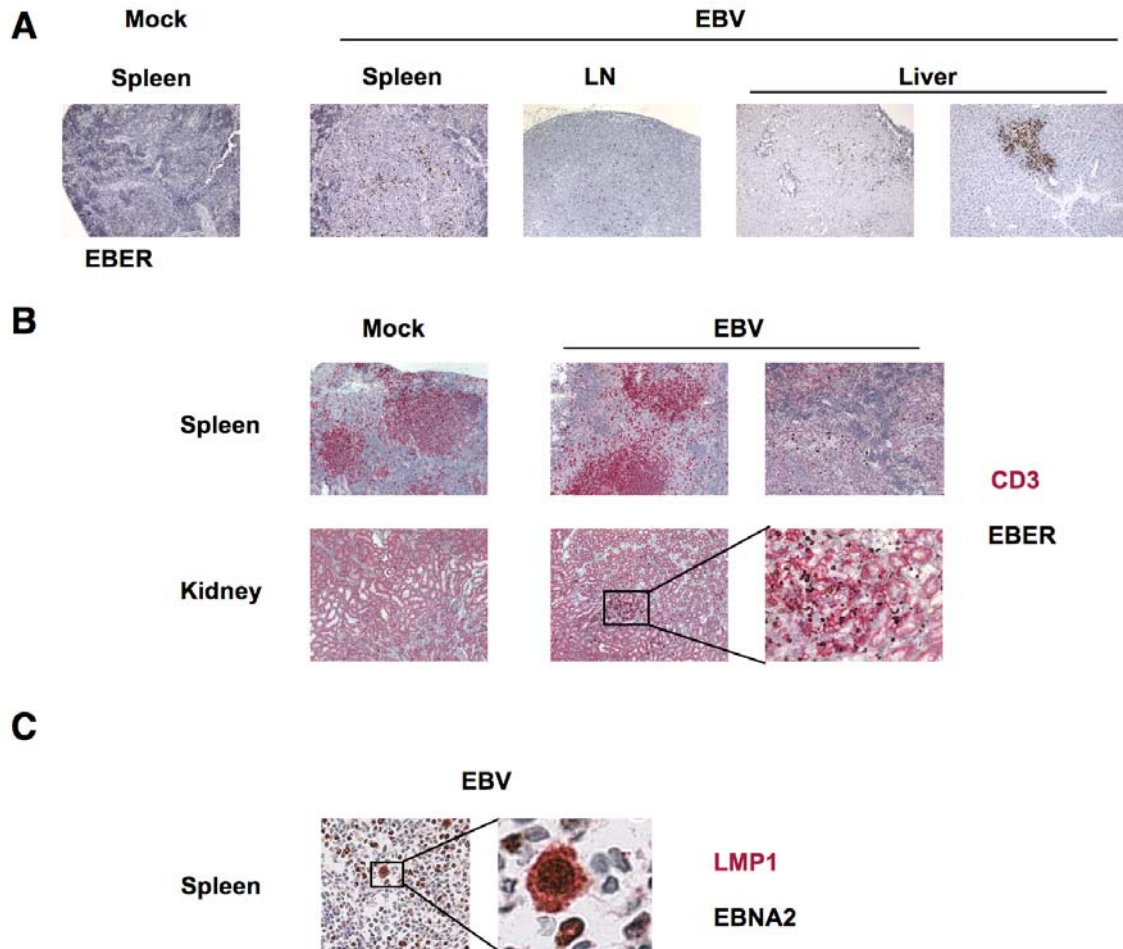 A
Mock
EBV
Spleen
Spleen
LN
Liver
EBER
B
Mock
EBV
Spleen
CD3
EBER
Kidney
C
EBV
Spleen
LMP1
EBNA2